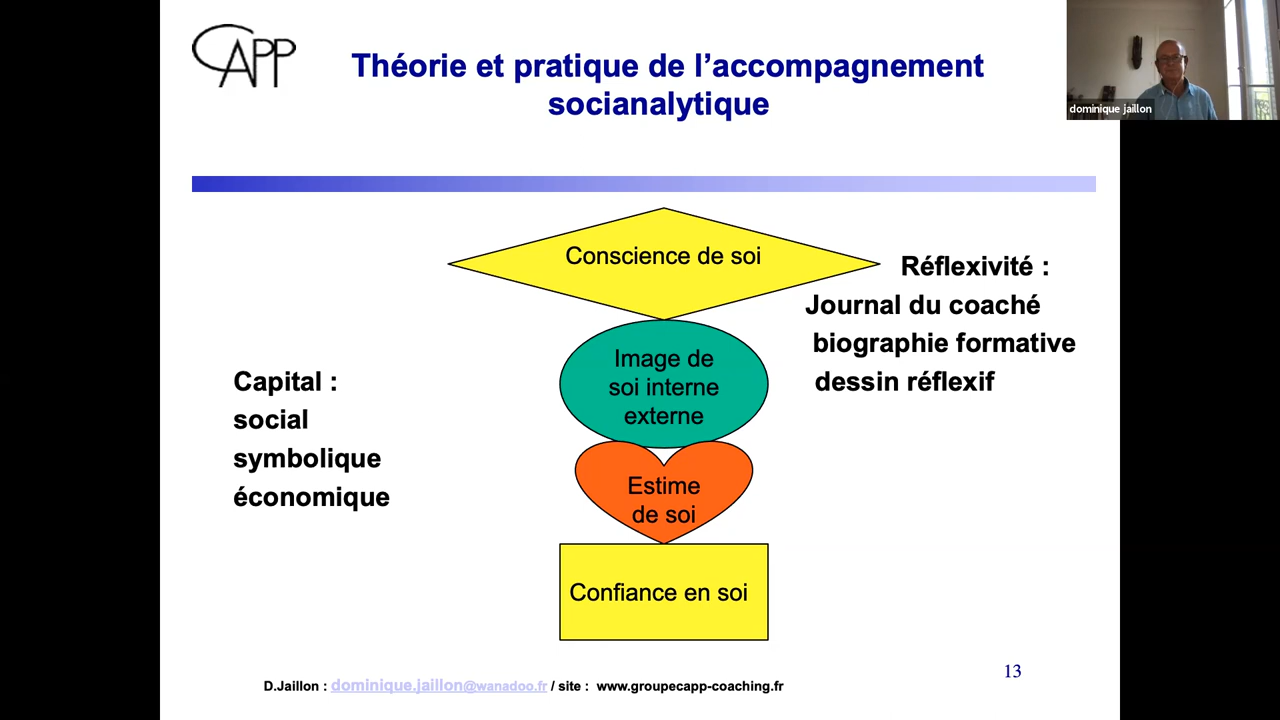 CAPP
Théorie et pratique de l’accompagnement
socianalytique
dominique jaillon
Conscience de soi
Réflexivité :
Journal du coaché
biographie formative
dessin réflexif
Image de
soi interne
externe
Capital :
social
symbolique
économique
Estime
de soi
Confiance en soi
13
D.Jaillon : dominique.jaillon@wanadoo.fr / site : www.groupecapp-coaching.fr